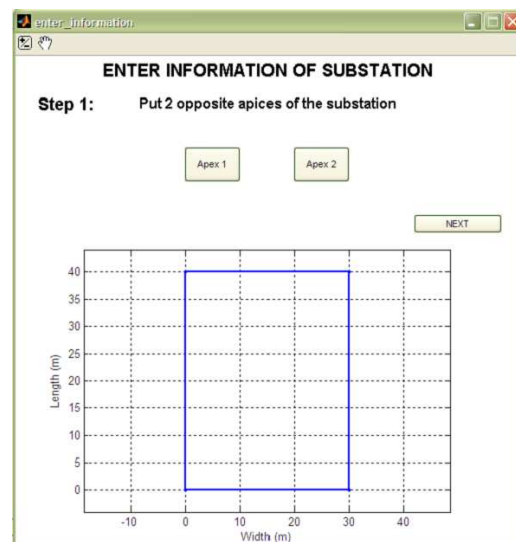 enter_information
ENTER INFORMATION OF SUBSTATION
Step 1: Put 2 opposite apices of the substation
Apex 1 Apex 2
NEXT
40
35
30
25
20
15
10
5
0
Length (m)
-10 0 10 20 30 40
Width (m)